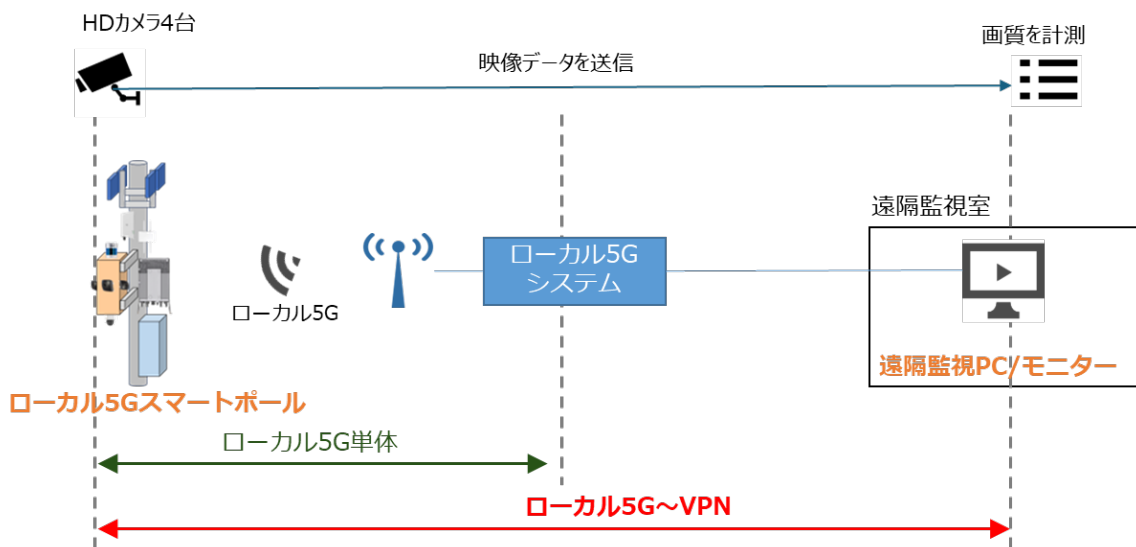 HDカメラ4台
画質を計測
映像データを送信
遠隔監視室
ローカル5G
システム
ローカル5G
遠隔監視PC/モニター
ローカル5Gスマートポール
ローカル5G単体
ローカル5G～VPN